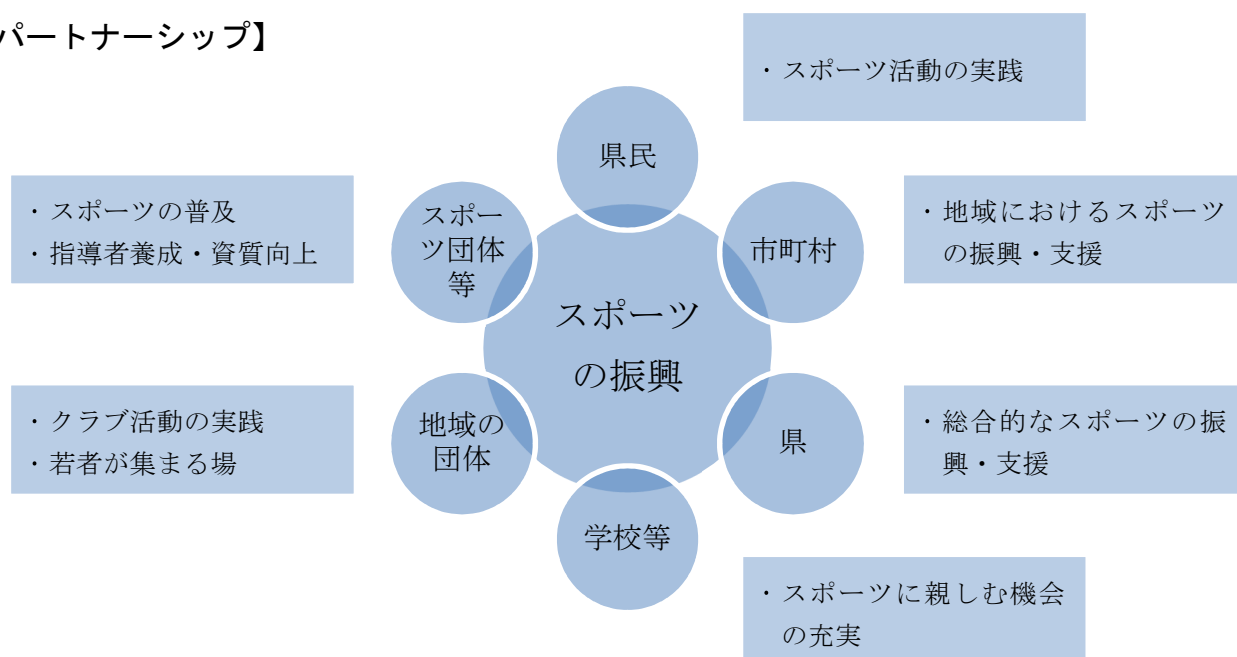 パートナーシップ】
・スポーツ活動の実践
県民
・スポーツの普及
・指導者養成・資質向上
スポー
ツ団体
等
市町村
・地域におけるスポーツ
の振興・支援
スポーツ
の振興
・クラブ活動の実践
・若者が集まる場
地域の
団体
県
・総合的なスポーツの振
興・支援
学校等
・スポーツに親しむ機会
の充実